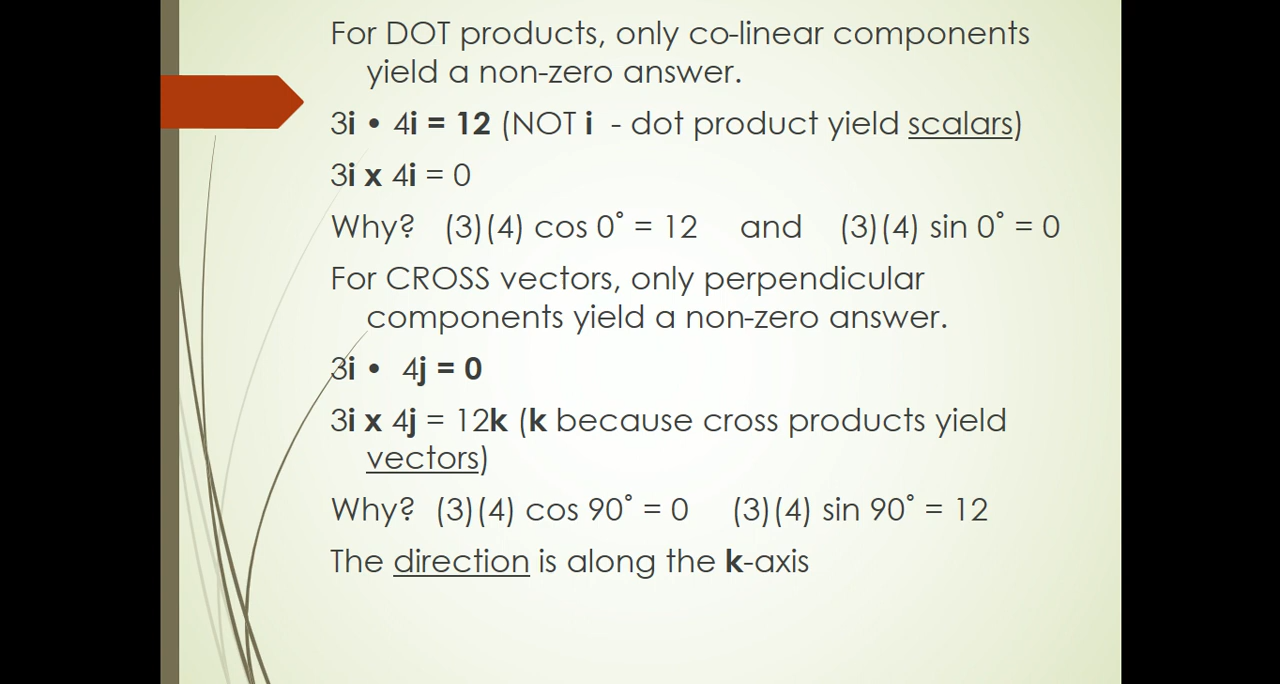 For DOT products, only co-linear components
yield a non-zero answer.
3i • 4i = 12 (NOT i - dot product yield scalars)
3i x 4i = 0
Why? (3)(4) cos 0˚ = 12 and (3)(4) sin 0˚ = 0
For CROSS vectors, only perpendicular
components yield a non-zero answer.
3i • 4j = 0
3i x 4j = 12k (k because cross products yield
vectors)
Why? (3)(4) cos 90˚ = 0 (3)(4) sin 90˚ = 12
The direction is along the k-axis